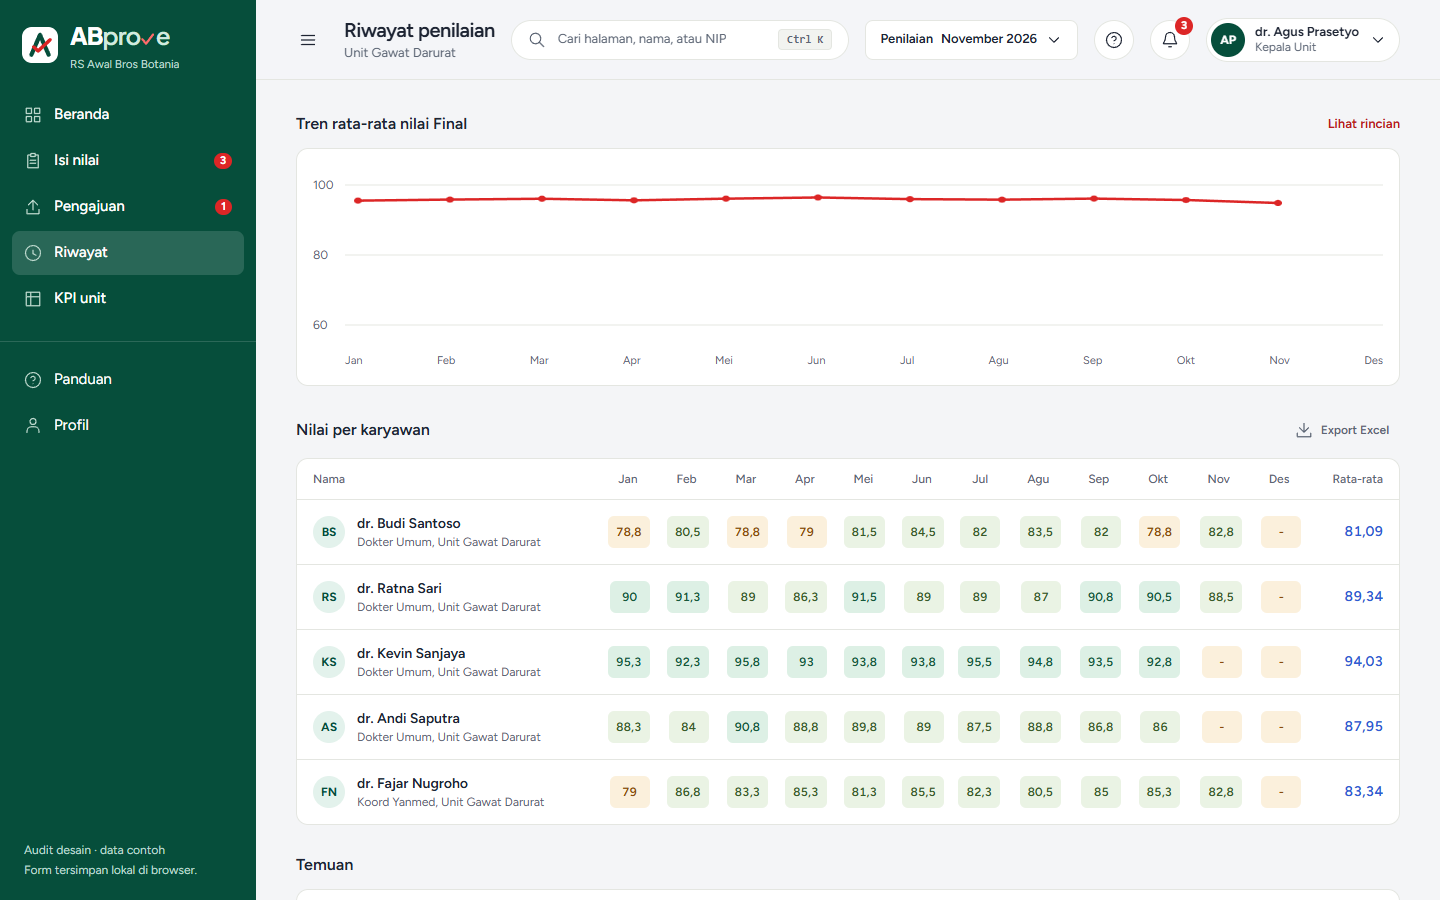 ABprove
RS Awal Bros Botania
Beranda
Isi nilai 3
Pengajuan 1
Riwayat
KPI unit
Panduan
Profil
Audit desain · data contoh
Form tersimpan lokal di browser.
Riwayat penilaian
Unit Gawat Darurat
Cari halaman, nama, atau NIP Ctrl K
Penilaian November 2026
3
AP
dr. Agus Prasetyo
Kepala Unit
Tren rata-rata nilai Final Lihat rincian
100
80
60
Jan Feb Mar Apr Mei Jun Jul Agu Sep Okt Nov Des
Nilai per karyawan Export Excel
Nama Jan Feb Mar Apr Mei Jun Jul Agu Sep Okt Nov Des Rata-rata
BS dr. Budi Santoso 78,8 80,5 78,8 79 81,5 84,5 82 83,5 82 78,8 82,8 - 81,09
Dokter Umum, Unit Gawat Darurat
RS dr. Ratna Sari 90 91,3 89 86,3 91,5 89 89 87 90,8 90,5 88,5 - 89,34
Dokter Umum, Unit Gawat Darurat
KS dr. Kevin Sanjaya 95,3 92,3 95,8 93 93,8 93,8 95,5 94,8 93,5 92,8 - - 94,03
Dokter Umum, Unit Gawat Darurat
AS dr. Andi Saputra 88,3 84 90,8 88,8 89,8 89 87,5 88,8 86,8 86 - - 87,95
Dokter Umum, Unit Gawat Darurat
FN dr. Fajar Nugroho 79 86,8 83,3 85,3 81,3 85,5 82,3 80,5 85 85,3 82,8 - 83,34
Koord Yanmed, Unit Gawat Darurat
Temuan